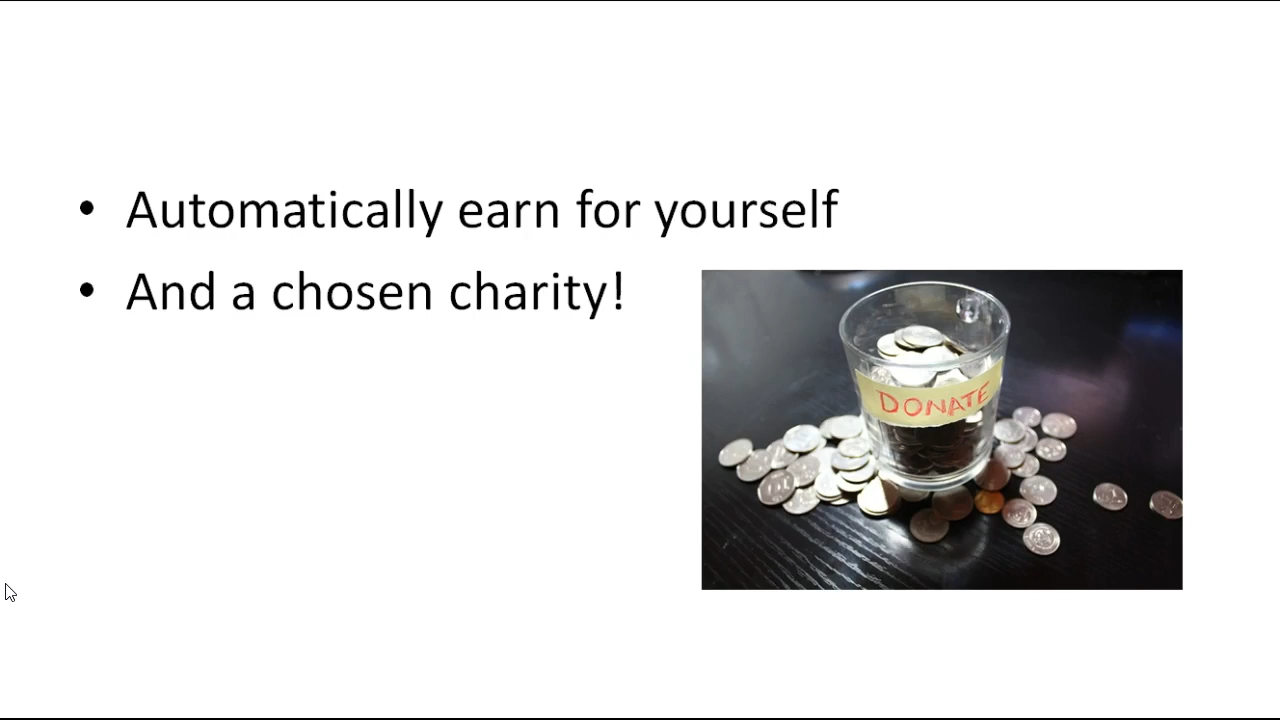 • Automatically earn for yourself
• And a chosen charity!
DONATE